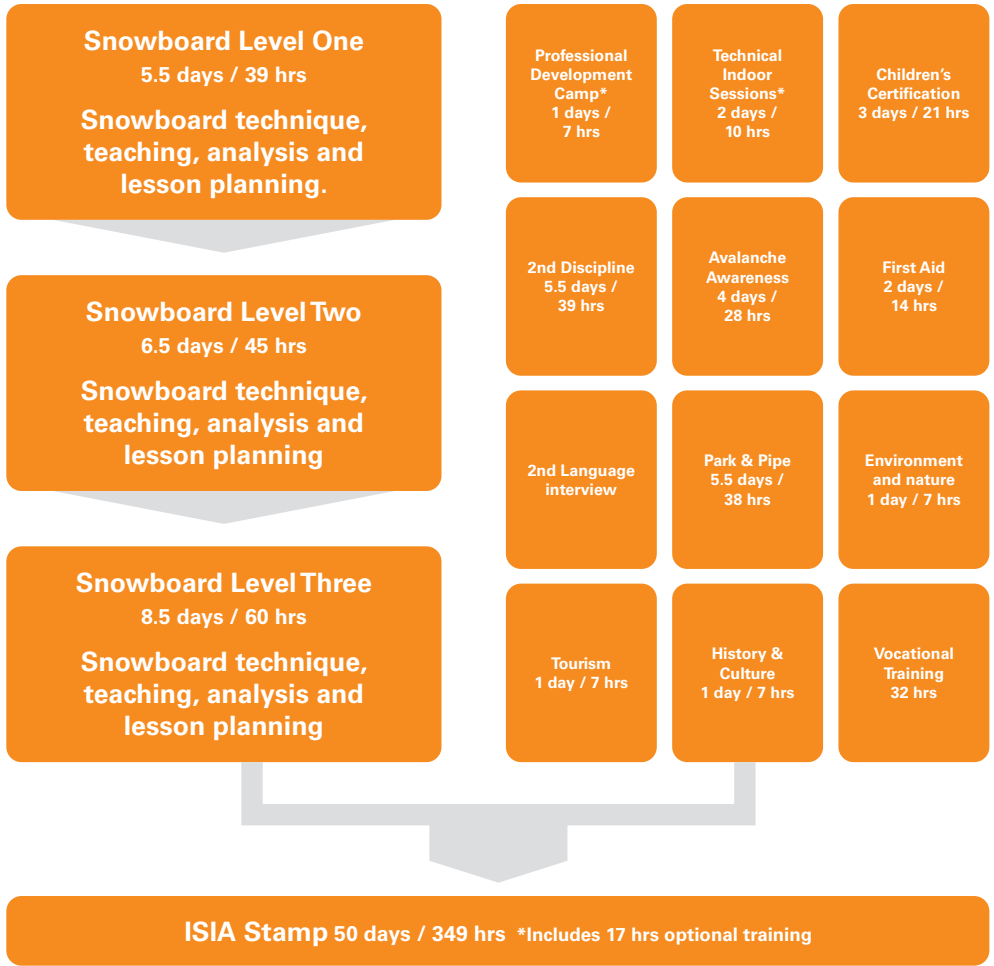 Snowboard Level One
5.5 days / 39 hrs
Snowboard technique,
teaching, analysis and
lesson planning.
Snowboard Level Two
6.5 days / 45 hrs
Snowboard technique,
teaching, analysis and
lesson planning
Snowboard Level Three
8.5 days / 60 hrs
Snowboard technique,
teaching, analysis and
lesson planning
Professional
Development
Camp*
1 days /
7 hrs
Technical
Indoor
Sessions*
2 days /
10 hrs
Children's
Certification
3 days / 21 hrs
2nd Discipline
5.5 days /
39 hrs
Avalanche
Awareness
4 days /
28 hrs
First Aid
2 days /
14 hrs
2nd Language
interview
Park & Pipe
5.5 days /
38 hrs
Environment
and nature
1 day / 7 hrs
Tourism
1 day / 7 hrs
History &
Culture
1 day / 7 hrs
Vocational
Training
32 hrs
ISIA Stamp 50 days / 349 hrs *Includes 17 hrs optional training